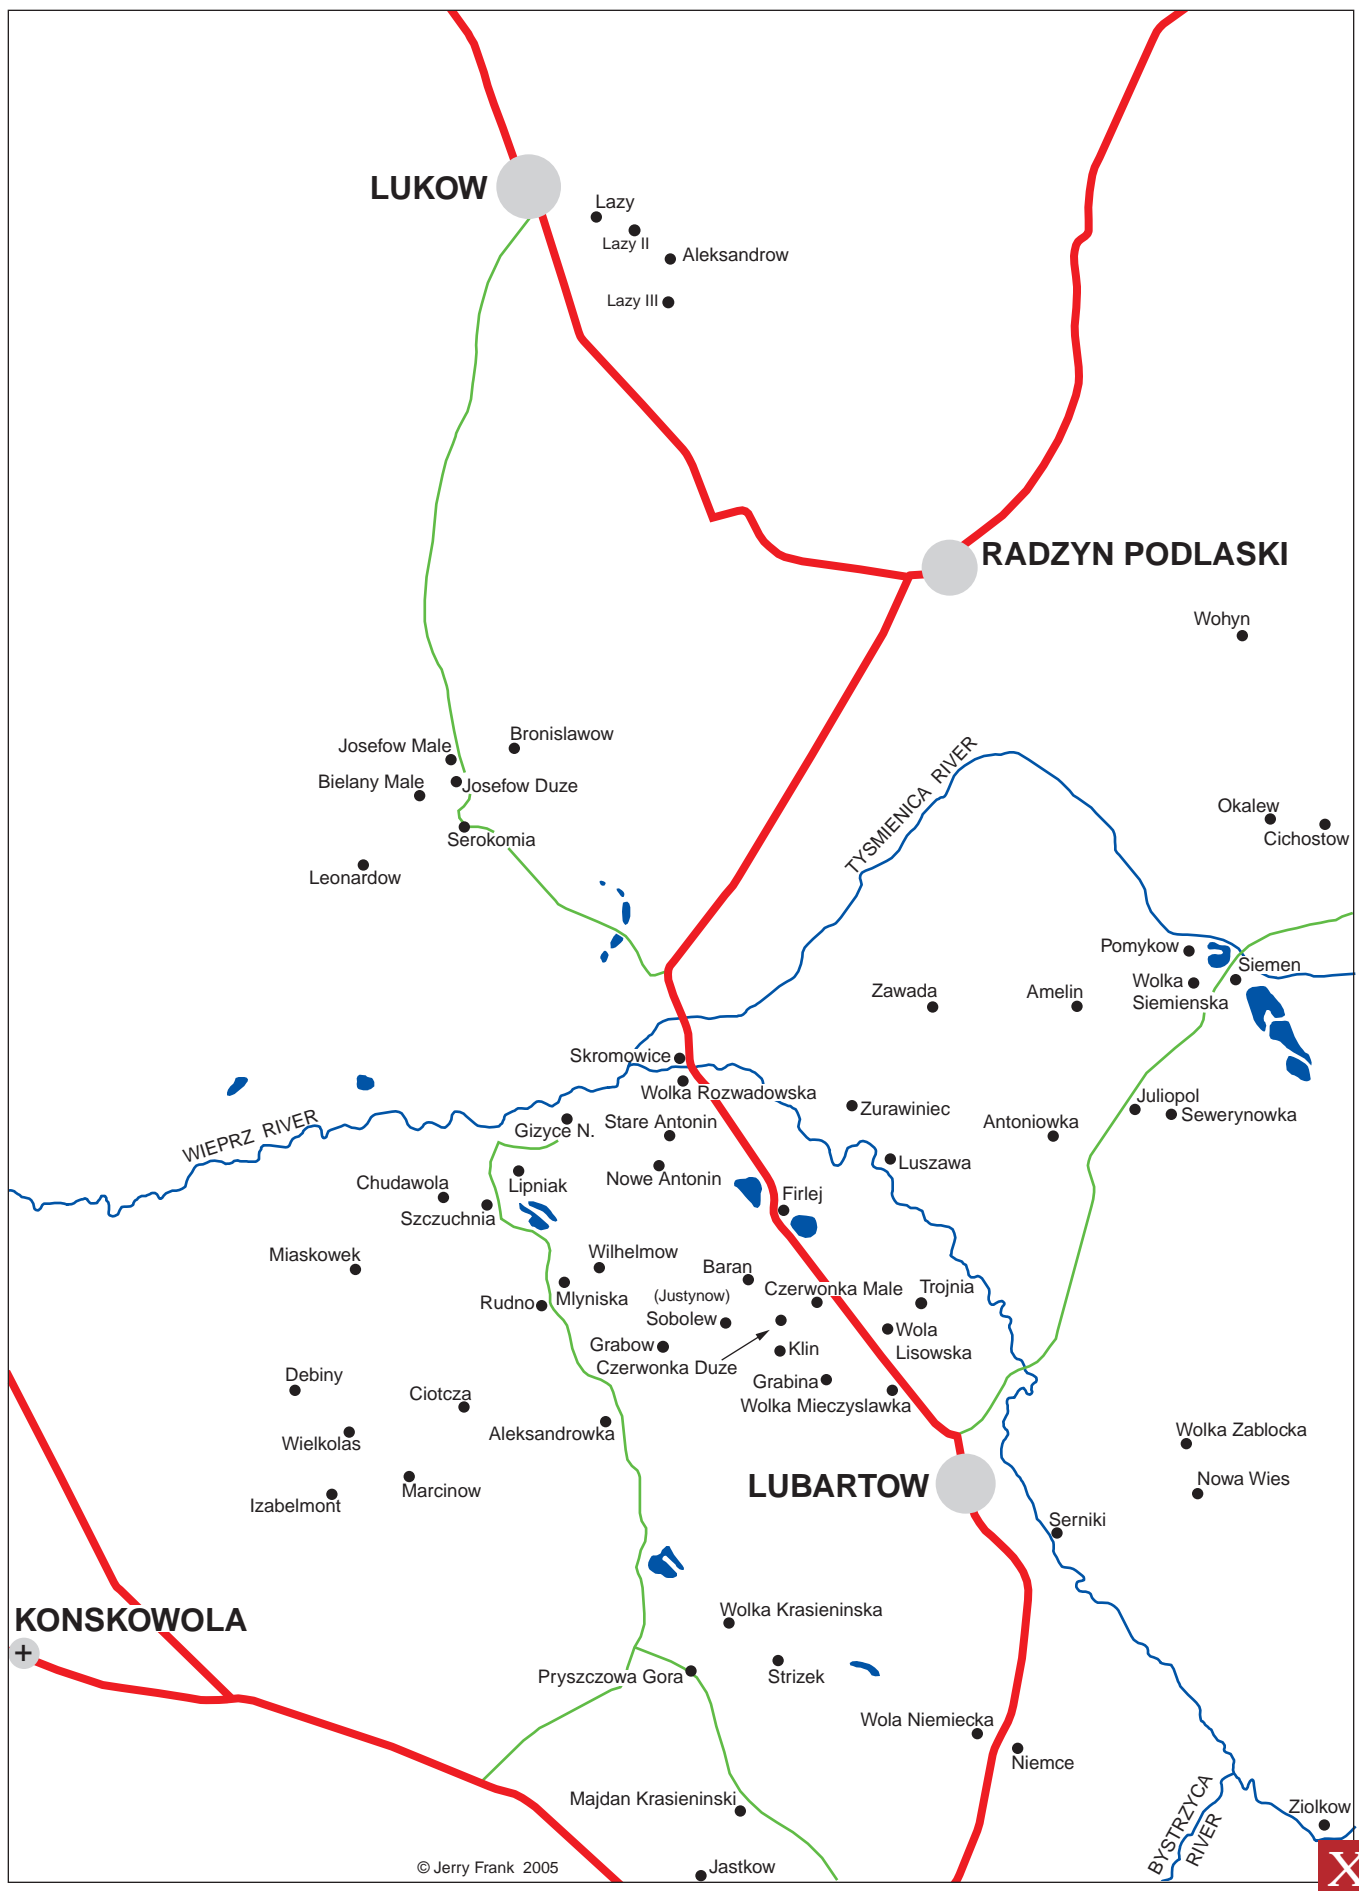 LUKOW
Lazy
Lazy II
Aleksandrow
Lazy III
RADZYN PODLASKI
Wohyn
Bronislawow
Josefow Male
Bielany Male
Josefow Duze
TYSMIENICA RIVER
Okalew
Cichostow
Serokomia
Leonardow
Pomykow
Siemen
Wolka
Siemienska
Zawada
Amelin
Skromowice
Wolka Rozwadowska
Juliopol
Sewerynowka
Zurawiniec
Antoniowka
WIEPRZ RIVER
Gizyce N.
Stare Antonin
Luszawa
Nowe Antonin
Lipniak
Chudawola
Szczuchnia
Firlej
Miaskowek
Wilhelmow
Baran
Mlyniska
Rudno
Czerwonka Male
Trojnia
(Justynow)
Sobolew
Wola
Lisowska
Grabow
Klin
Czerwonka Duze
Debiny
Grabina
Ciotcza
Wolka Mieczyslawka
Aleksandrowka
Wielkolas
Wolka Zablocka
Nowa Wies
Marcinow
LUBARTOW
Izabelmont
Serniki
KONSKOWOLA
+
Wolka Krasieninska
Pryszczowa Gora
Strizek
Wola Niemiecka
Niemce
Majdan Krasieninski
BYSTRZYCA
RIVER
Ziolkow
© Jerry Frank 2005
Jastkow
X